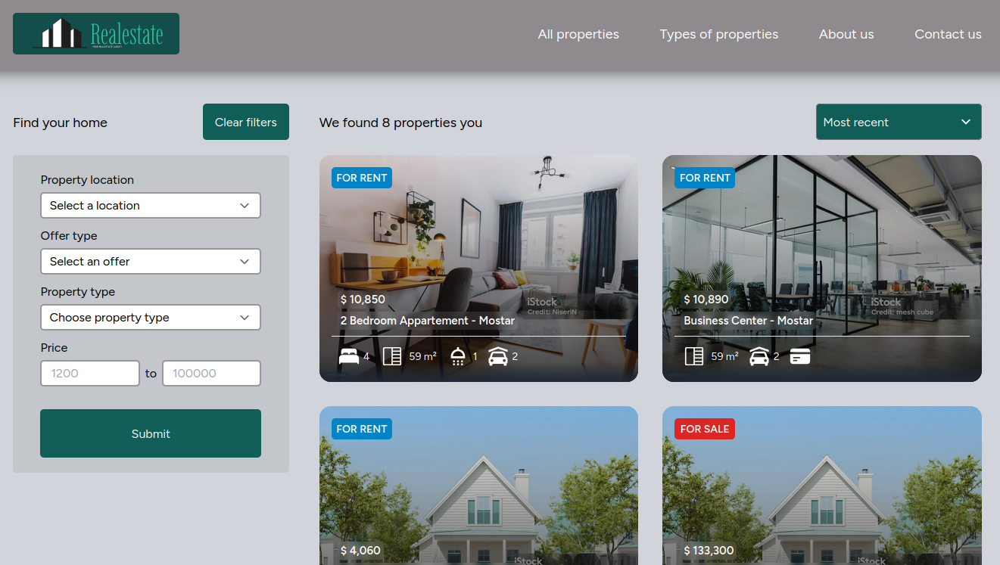 Realestate
YOUR REALESTATE AGENCY
All properties
Types of properties
About us
Contact us
Find your home
Clear filters
We found 8 properties you
Most recent
Property location
Select a location
Offer type
Select an offer
Property type
Choose property type
Price
1200 to 100000
Submit
FOR RENT
iStock
Credit: NiseriN
$ 10,850
2 Bedroom Appartement - Mostar
4 59 m² 1 2
FOR RENT
iStock
Credit: mesh cube
$ 10,890
Business Center - Mostar
59 m² 2
FOR RENT
$ 4,060
iStock
FOR SALE
$ 133,300
iStock